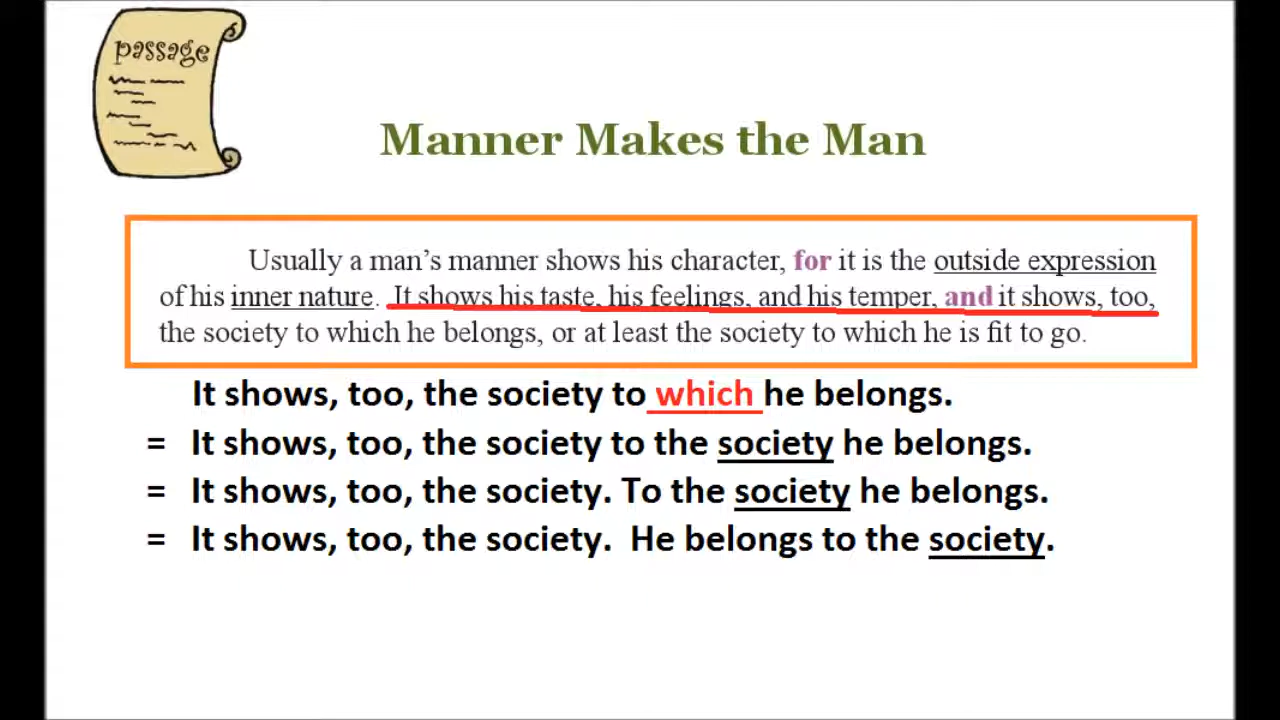 passage
Manner Makes the Man
Usually a man's manner shows his character, for it is the outside expression
of his inner nature. It shows his taste, his feelings, and his temper, and it shows, too,
the society to which he belongs, or at least the society to which he is fit to go.
It shows, too, the society to which he belongs.
= It shows, too, the society to the society he belongs.
= It shows, too, the society. To the society he belongs.
= It shows, too, the society. He belongs to the society.